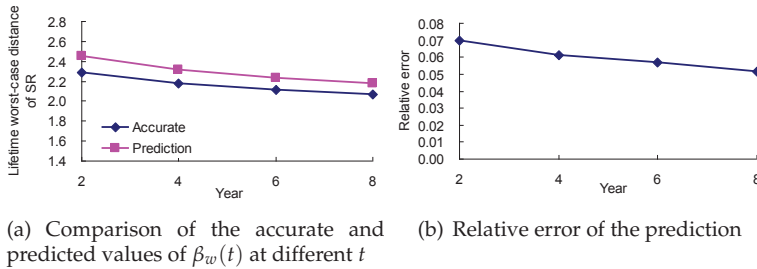 Lifetime worst-case distance
of SR
2.8
2.6
2.4
2.2
2.0
1.8
1.6
1.4
Accurate
Prediction
2 4 6 8
Year
Relative error
0.08
0.07
0.06
0.05
0.04
0.03
0.02
0.01
0.00
2 4 6 8
Year
(a) Comparison of the accurate and
predicted values of β_w(t) at different t
(b) Relative error of the prediction